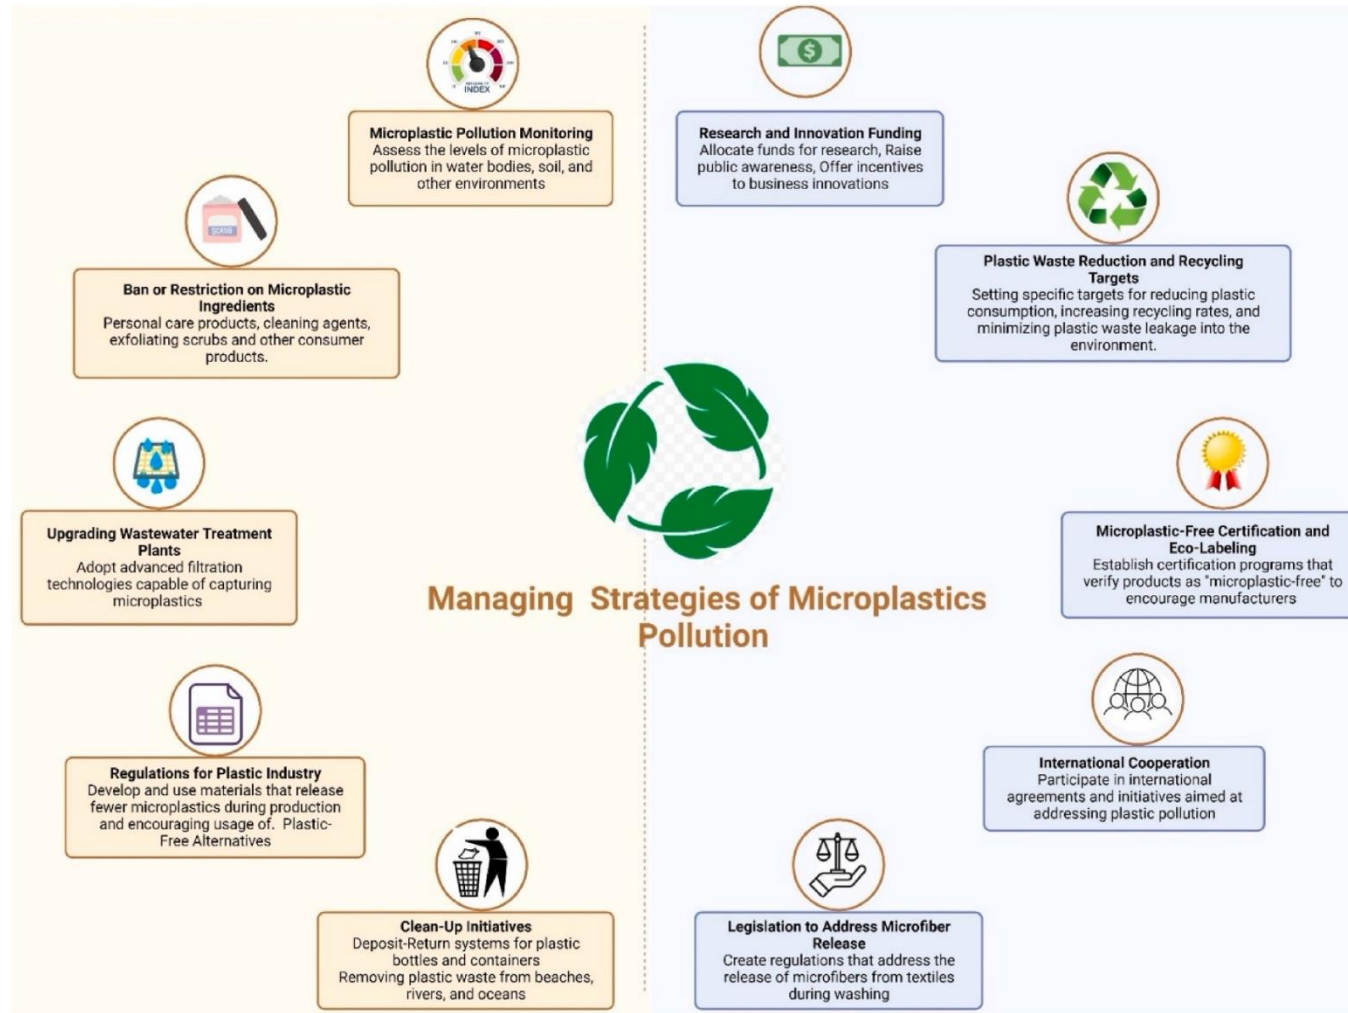 INDEX
Microplastic Pollution Monitoring
Assess the levels of microplastic
pollution in water bodies, soil, and
other environments
Ban or Restriction on Microplastic
Ingredients
Personal care products, cleaning agents,
exfoliating scrubs and other consumer
products.
Upgrading Wastewater Treatment
Plants
Adopt advanced filtration
technologies capable of capturing
microplastics
Regulations for Plastic Industry
Develop and use materials that release
fewer microplastics during production
and encouraging usage of.  Plastic-
Free Alternatives
Clean-Up Initiatives
Deposit-Return systems for plastic
bottles and containers
Removing plastic waste from beaches,
rivers, and oceans
Managing  Strategies of Microplastics
Pollution
$
Research and Innovation Funding
Allocate funds for research, Raise
public awareness, Offer incentives
to business innovations
Plastic Waste Reduction and Recycling
Targets
Setting specific targets for reducing plastic
consumption, increasing recycling rates, and
minimizing plastic waste leakage into the
environment.
Microplastic-Free Certification and
Eco-Labeling
Establish certification programs that
verify products as "microplastic-free" to
encourage manufacturers
International Cooperation
Participate in international
agreements and initiatives aimed at
addressing plastic pollution
Legislation to Address Microfiber
Release
Create regulations that address the
release of microfibers from textiles
during washing